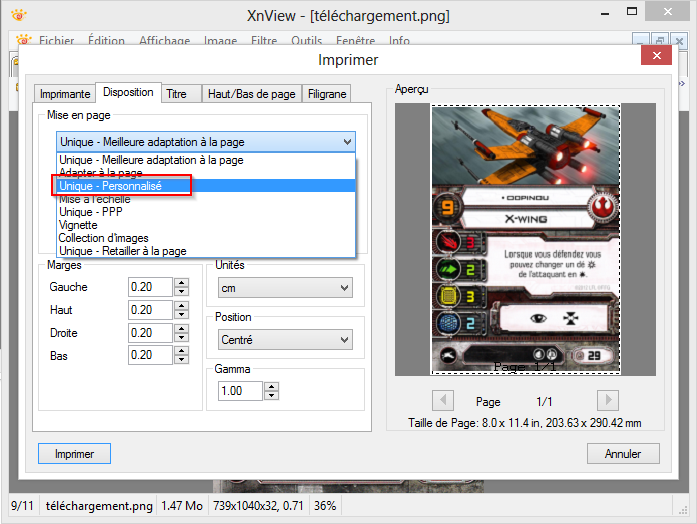 XnView - [téléchargement.png]
Fichier Édition Affichage Image Filtre Outils Fenêtre Info
Imprimer
Imprimante Disposition Titre Haut/Bas de page Filigrane
Mise en page
Unique - Meilleure adaptation à la page
Unique - Meilleure adaptation à la page
Adapter à la page
Unique - Personnalisé
Mise à l'échelle
Unique - PPP
Vignette
Collection d'images
Unique - Retailler à la page
Marges
Gauche 0.20
Haut 0.20
Droite 0.20
Bas 0.20
Unités
cm
Position
Centré
Gamma
1.00
Aperçu
9
• DOPINOU
X-WING
3
2
3
2
Lorsque vous défendez vous
pouvez changer un dé
de l'attaquant en
29
Page 1/1
Page 1/1
Taille de Page: 8.0 x 11.4 in, 203.63 x 290.42 mm
Imprimer
Annuler
9/11 téléchargement.png 1.47 Mo 739x1040x32, 0.71 36%